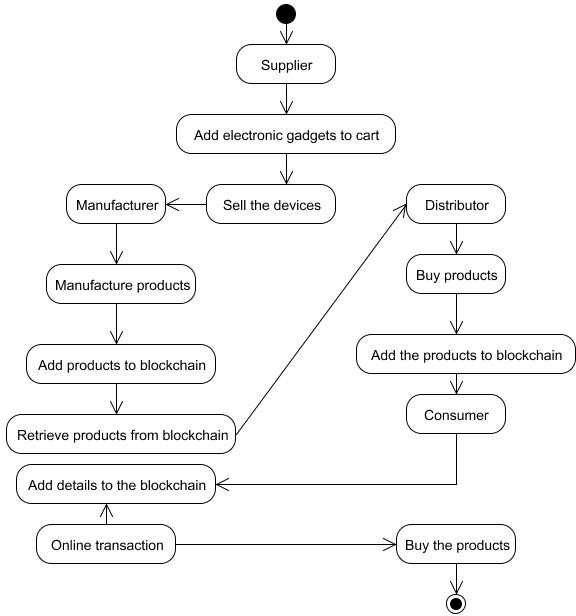 Supplier
Add electronic gadgets to cart
Sell the devices
Manufacturer
Manufacture products
Add products to blockchain
Retrieve products from blockchain
Distributor
Buy products
Add the products to blockchain
Consumer
Add details to the blockchain
Online transaction
Buy the products